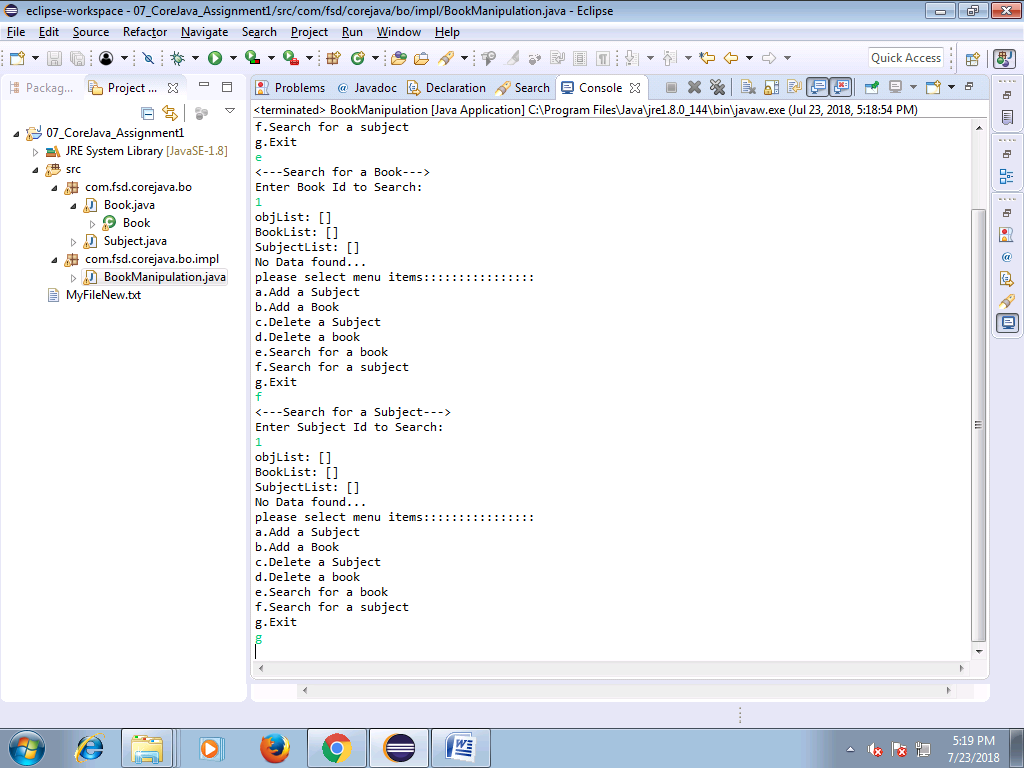 eclipse-workspace - 07_CoreJava_Assignment1/src/com/fsd/corejava/bo/impl/BookManipulation.java - Eclipse
File Edit Source Refactor Navigate Search Project Run Window Help
Quick Access
Packag... Project ... Problems @ Javadoc Declaration Search Console
<terminated> BookManipulation [Java Application] C:\Program Files\Java\jre1.8.0_144\bin\javaw.exe (Jul 23, 2018, 5:18:54 PM)
07_CoreJava_Assignment1
JRE System Library [JavaSE-1.8]
src
com.fsd.corejava.bo
Book.java
Book
Subject.java
com.fsd.corejava.bo.impl
BookManipulation.java
MyFileNew.txt
f.Search for a subject
g.Exit
e
<---Search for a Book--->
Enter Book Id to Search:
1
objList: []
BookList: []
SubjectList: []
No Data found...
please select menu items::::::::::::::::
a.Add a Subject
b.Add a Book
c.Delete a Subject
d.Delete a book
e.Search for a book
f.Search for a subject
g.Exit
f
<---Search for a Subject--->
Enter Subject Id to Search:
1
objList: []
BookList: []
SubjectList: []
No Data found...
please select menu items::::::::::::::::
a.Add a Subject
b.Add a Book
c.Delete a Subject
d.Delete a book
e.Search for a book
f.Search for a subject
g.Exit
g
5:19 PM
7/23/2018